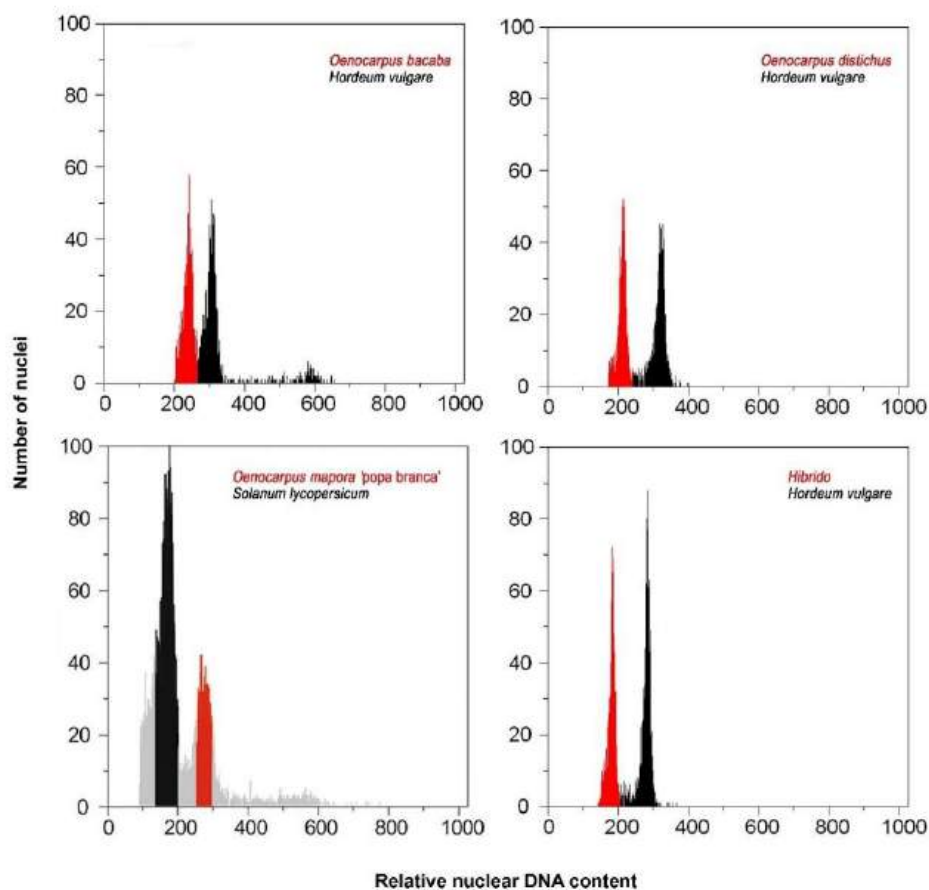 100
80
60
40
20
0
0 200 400 600 800 1000
Oenocarpus bacaba
Hordeum vulgare
100
80
60
40
20
0
0 200 400 600 800 1000
Oenocarpus distichus
Hordeum vulgare
Number of nuclei
100
80
60
40
20
0
0 200 400 600 800 1000
Oenocarpus mapora 'popa branca'
Solanum lycopersicum
100
80
60
40
20
0
0 200 400 600 800 1000
Hibrido
Hordeum vulgare
Relative nuclear DNA content